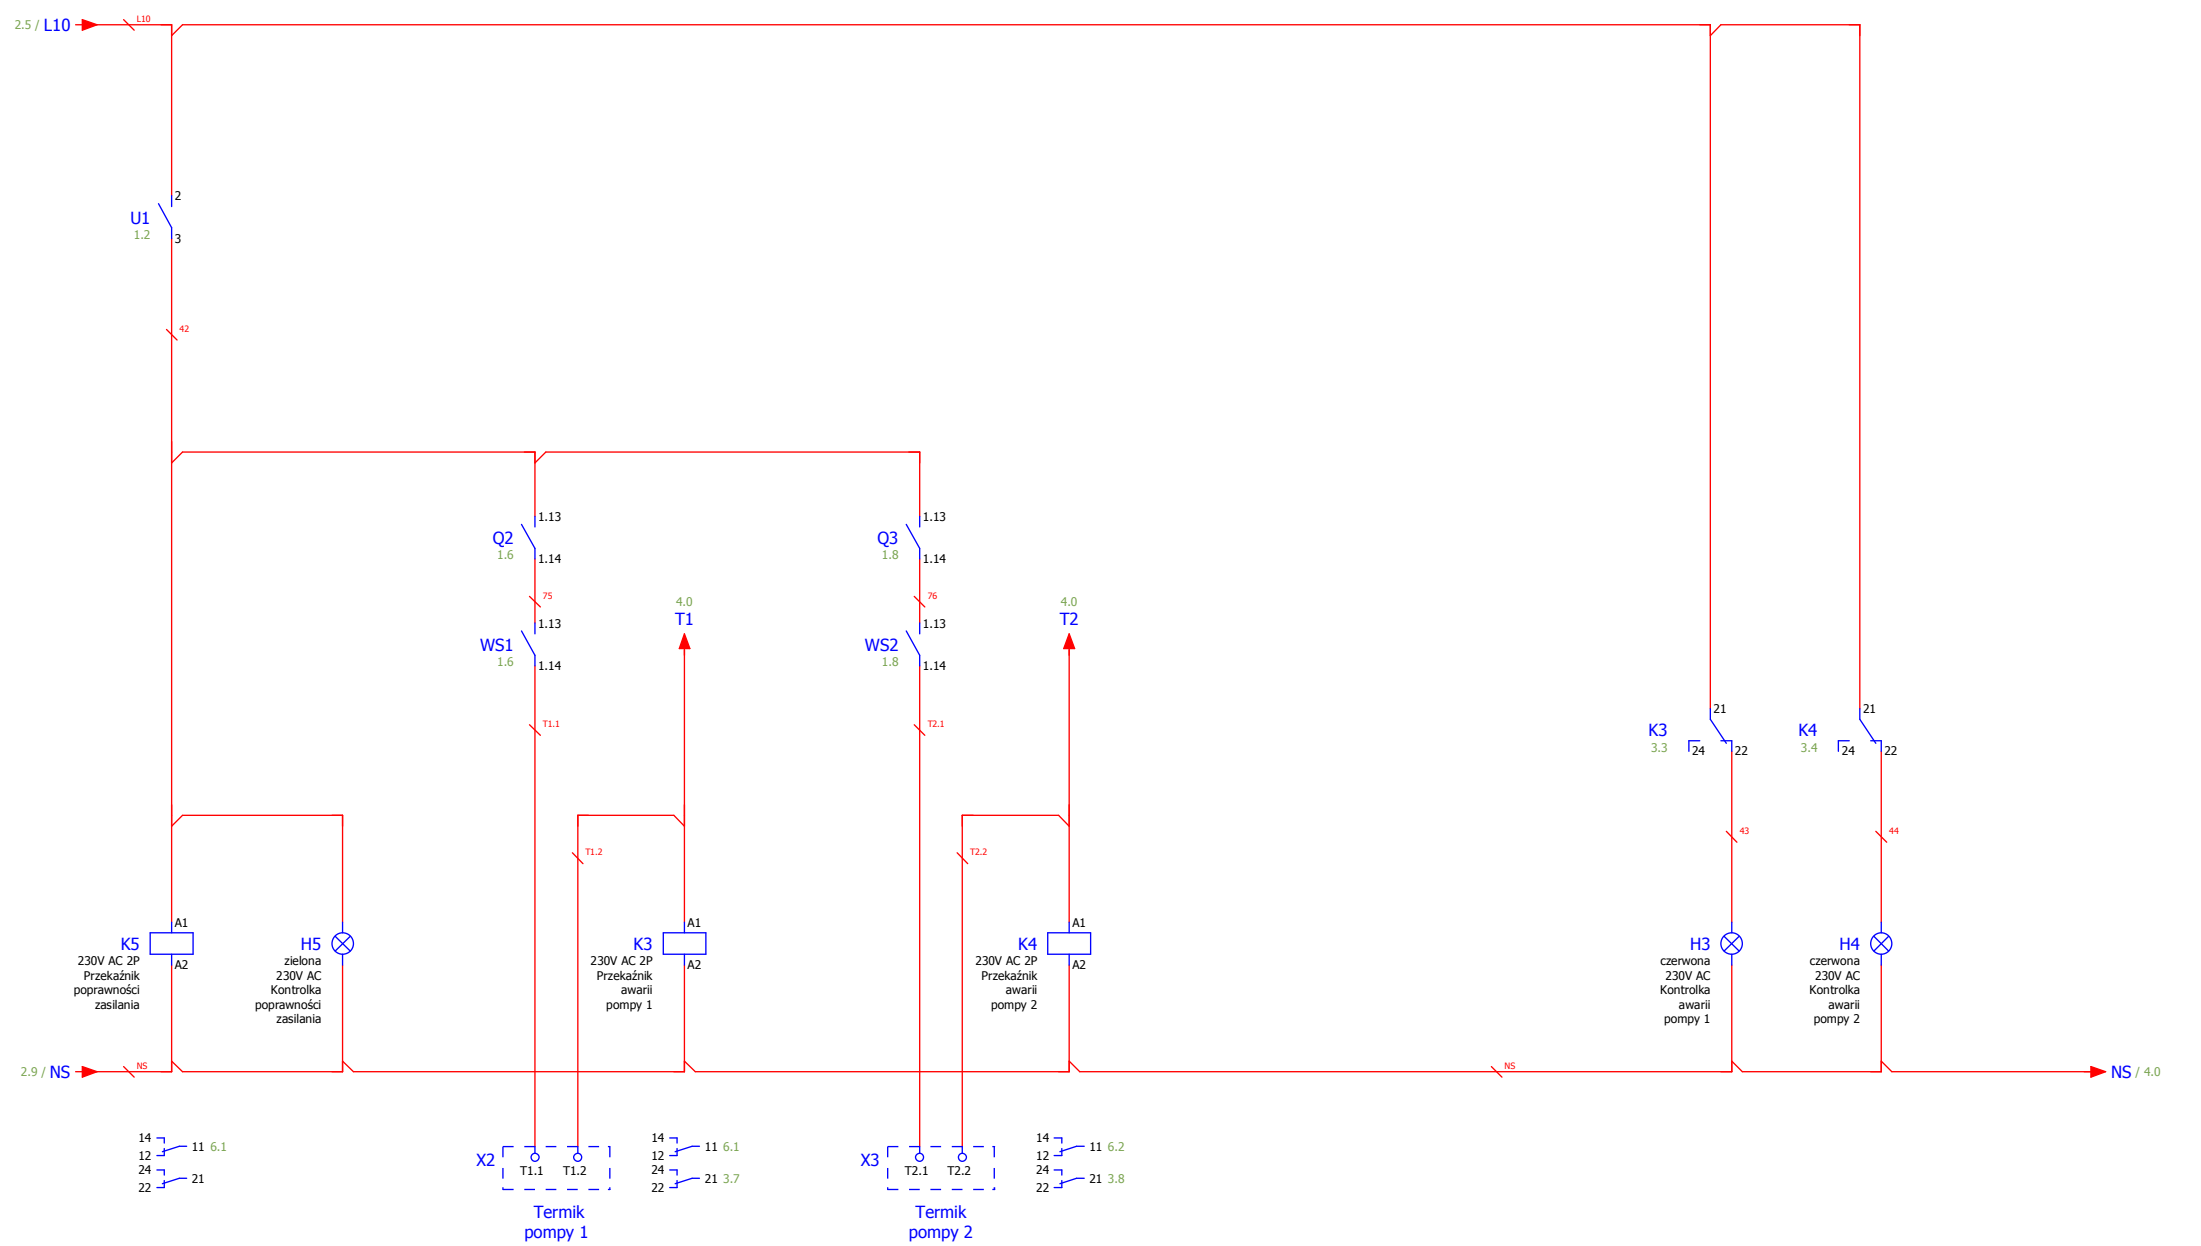 2.5 / L10
L10
2
U1
1.2
3
42
1.13
Q2
1.6
1.14
75
1.13
WS1
1.6
1.14
T1.1
4.0
T1
T1.2
1.13
Q3
1.8
1.14
76
1.13
WS2
1.8
1.14
T2.1
4.0
T2
T2.2
21
K3
3.3
24
22
43
21
K4
3.4
24
22
44
A1
K5
A2
230V AC 2P
Przekaźnik
poprawności
zasilania
H5
zielona
230V AC
Kontrolka
poprawności
zasilania
A1
K3
A2
230V AC 2P
Przekaźnik
awarii
pompy 1
A1
K4
A2
230V AC 2P
Przekaźnik
awarii
pompy 2
H3
czerwona
230V AC
Kontrolka
awarii
pompy 1
H4
czerwona
230V AC
Kontrolka
awarii
pompy 2
2.9 / NS
NS
NS
NS / 4.0
14
11 6.1
12
24
21
22
X2
T1.1 T1.2
Termik
pompy 1
14
11 6.1
12
24
21 3.7
22
X3
T2.1 T2.2
Termik
pompy 2
14
11 6.2
12
24
21 3.8
22